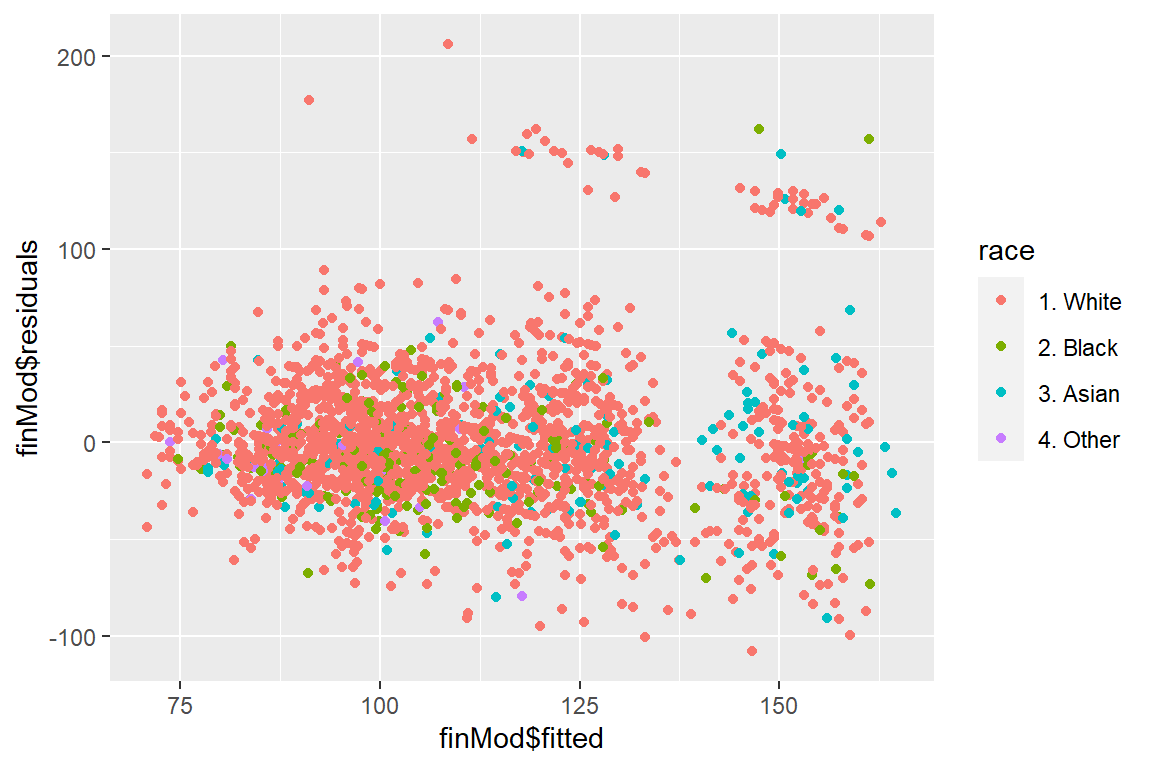 200
100
0
-100
finMod$residuals
75
100
125
150
finMod$fitted
race
1. White
2. Black
3. Asian
4. Other